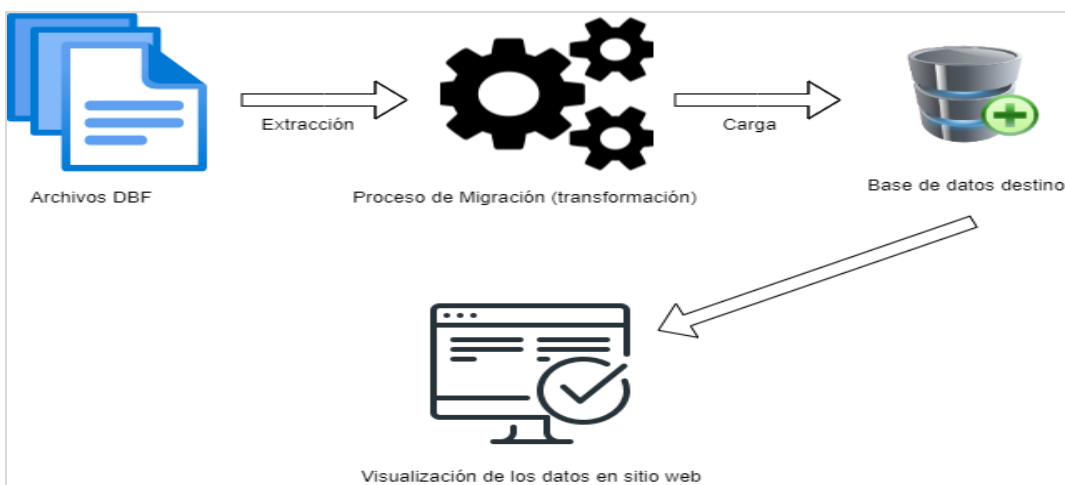 Extracción
Carga
Archivos DBF
Proceso de Migración (transformación)
Base de datos destino
Visualización de los datos en sitio web